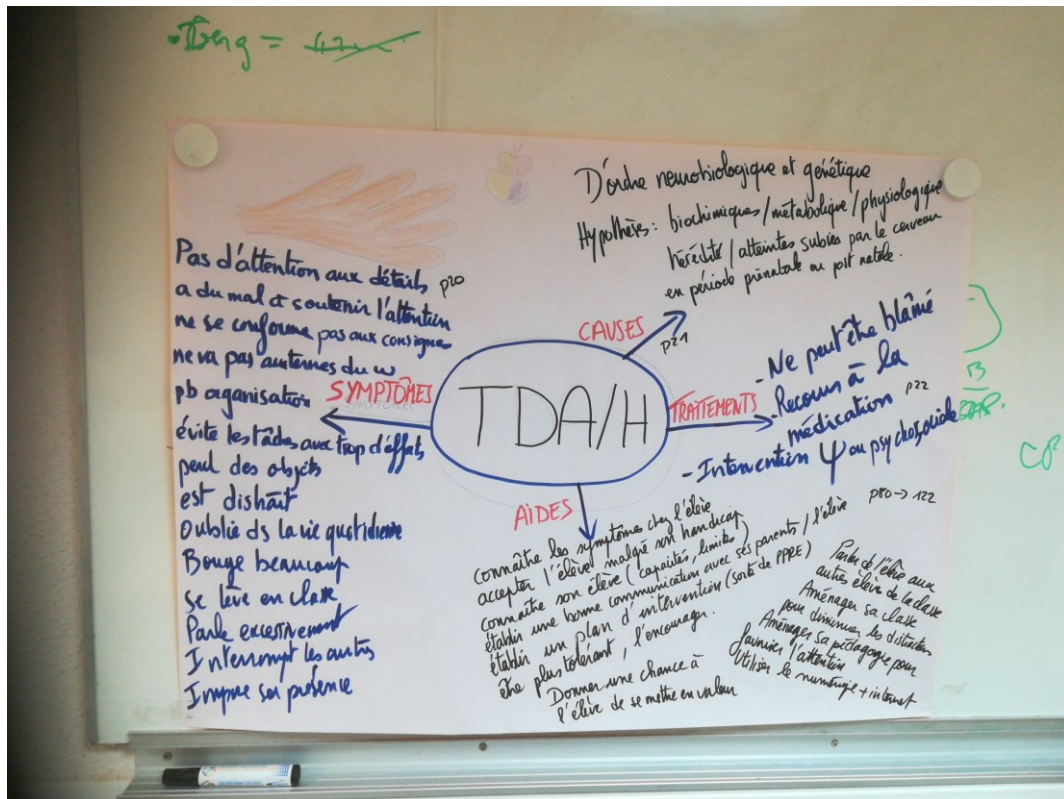 D'ordre neurobiologique et génétique
Hypothèses : biochimiques / métabolique / physiologique
hérédité / atteintes subies par le cerveau
en période prénatale ou post natale.
CAUSES
p21
Pas d'attention aux détails p20
a du mal à soutenir l'attention
ne se conforme pas aux consignes
ne va pas aux termes du w
pb organisation
évite les tâches avec trop d'efforts
perd des objets
est distrait
Oublie ds la vie quotidienne
Bouge beaucoup
se lève en classe
Parle excessivement
Interrompt les autres
Impose sa présence
SYMPTÔMES
SYMPTOMES
TDA/H
TRAITEMENTS
- Ne peut être blâmé
- Recours à la
médication p22
- Intervention ψ ou psychosociale
AIDES
p80 → 122
connaître les symptômes chez l'élève
accepter l'élève malgré son handicap
connaître son élève (capacités, limites)
établir une bonne communication avec ses parents / l'élève
établir un plan d'intervention (sorte de PPRE)
être plus tolérant, l'encourager.
Donner une chance à
l'élève de se mettre en valeur
Parler de l'élève aux
autres élève de la classe
Aménager sa classe
pour diminuer les distractions
Aménager sa pédagogie pour
favoriser l'attention
Utiliser le numérique + internet